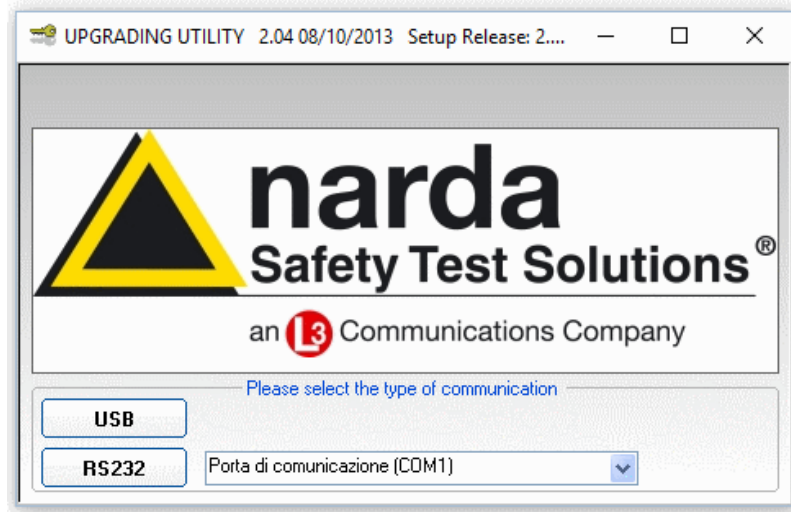 UPGRADING UTILITY 2.04 08/10/2013 Setup Release: 2....
narda
Safety Test Solutions®
an L3 Communications Company
Please select the type of communication
USB
RS232 Porta di comunicazione (COM1)